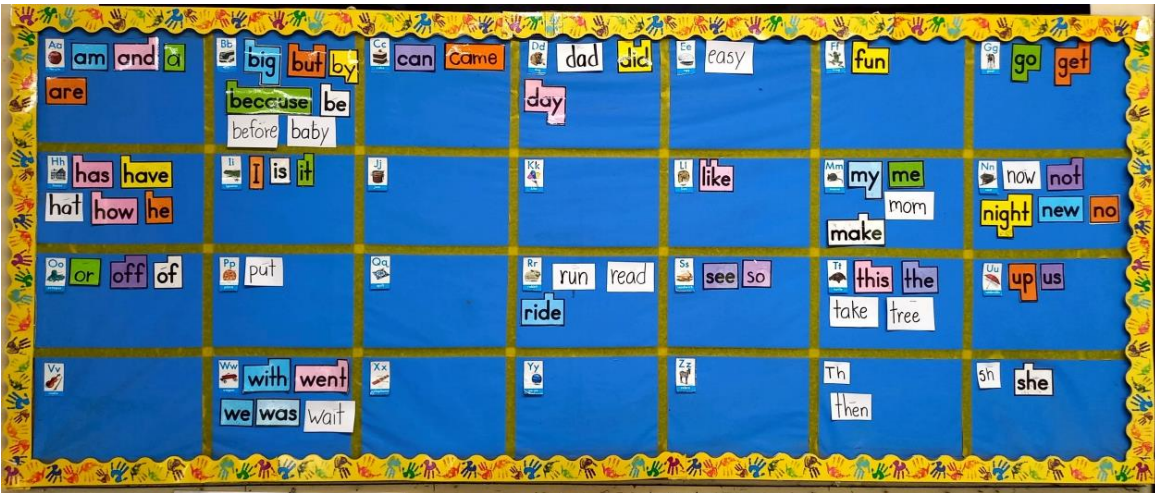 Aa am and a
are
Bb big but by
because be
before baby
Cc can came
Dd dad did
day
Ee easy
Ff fun
Gg go get
Hh has have
hat how he
Ii I is it
Jj
Kk
Ll like
Mm my me
mom
make
Nn now not
night new no
Oo or off of
Pp put
Qq
Rr run read
ride
Ss see so
Tt this the
take tree
Uu up us
Vv
Ww with went
we was wait
Xx
Yy
Zz
Th
then
sh she